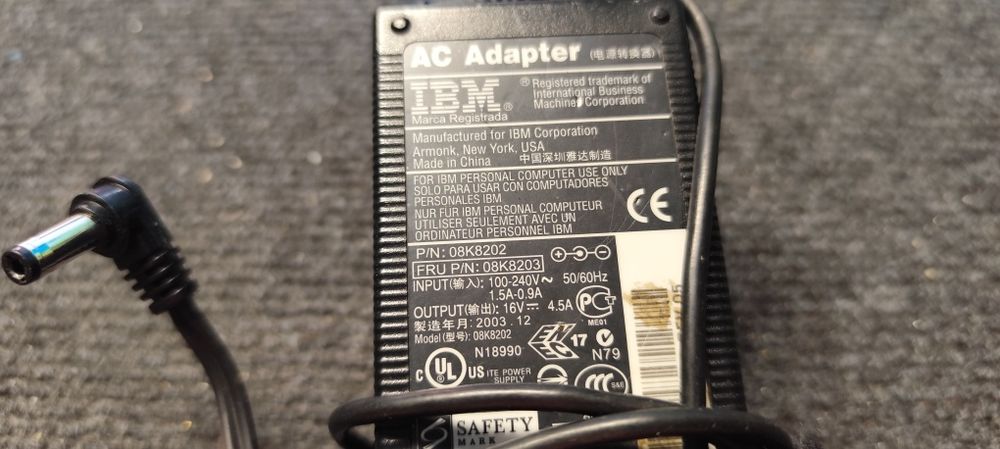 AC Adapter (电源转换器)
IBM®
Marca Registrada
® Registered trademark of
International Business
Machines Corporation
Manufactured for IBM Corporation
Armonk, New York, USA
Made in China 中国深圳雅达制造
FOR IBM PERSONAL COMPUTER USE ONLY
SOLO PARA USAR CON COMPUTADORES
PERSONALES IBM
NUR FUR IBM PERSONAL COMPUTEUR
UTILISER SEULEMENT AVEC UN
ORDINATEUR PERSONNEL IBM
CE
P/N: 08K8202
FRU P/N: 08K8203
INPUT(输入): 100-240V~ 50/60Hz
1.5A-0.9A
OUTPUT(输出): 16V⎓ 4.5A
製造年月: 2003.12
Model(型号): 08K8202
ME01
N18990
17
N79
C UL US
ITE POWER
SUPPLY
CCC S&E
SAFETY
MARK